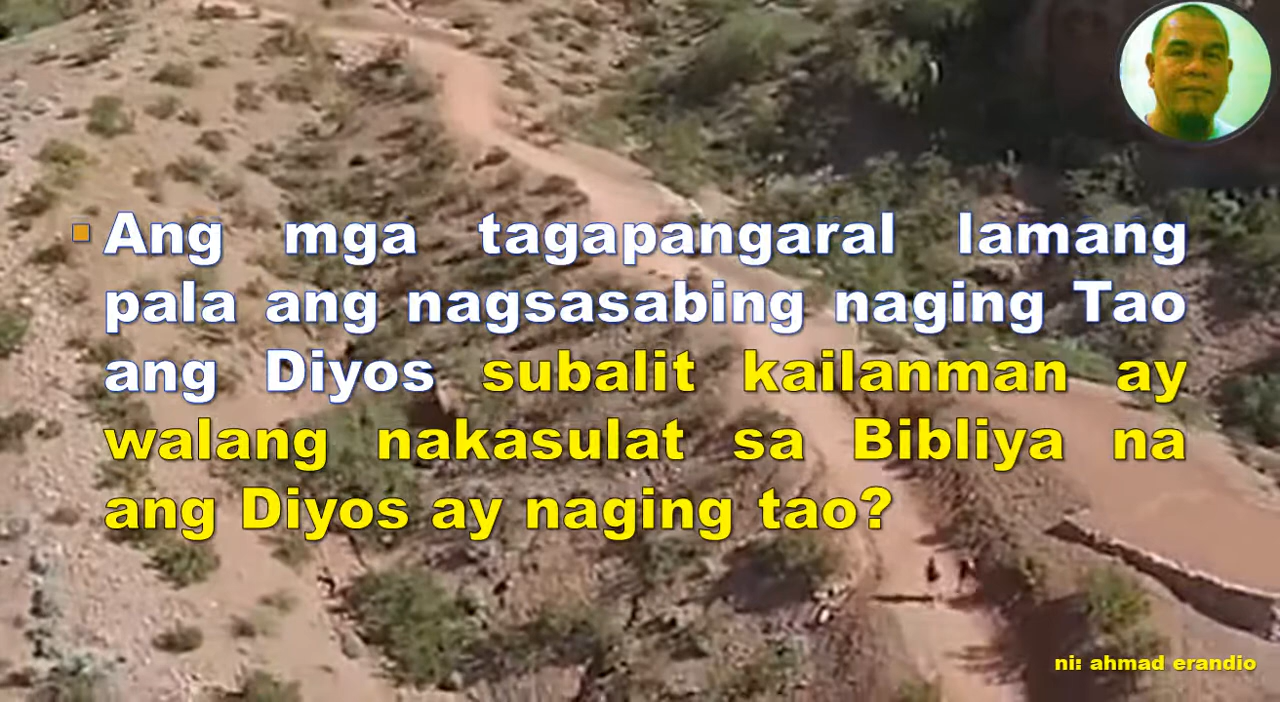 Ang mga tagapangaral lamang
pala ang nagsasabing naging Tao
ang Diyos subalit kailanman ay
walang nakasulat sa Bibliya na
ang Diyos ay naging tao?
ni: ahmad erandio